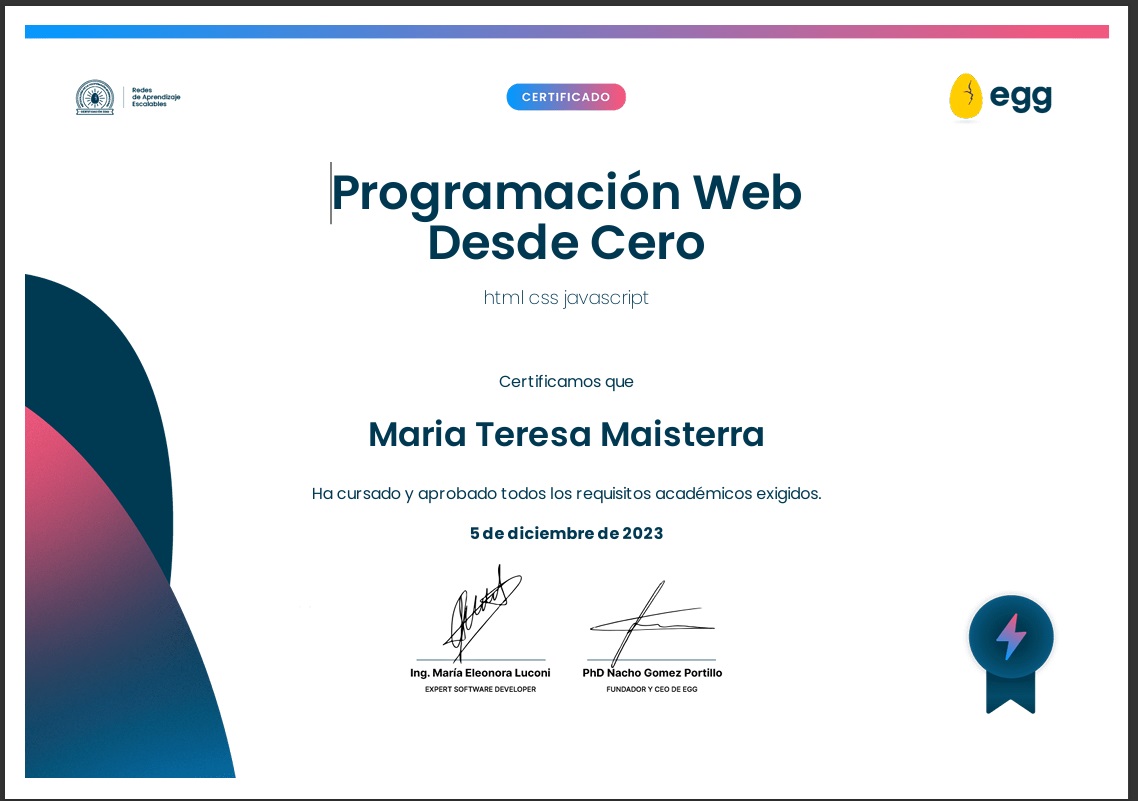 Redes
de Aprendizaje
Escalables
CERTIFICADO
egg
Programación Web
Desde Cero
html css javascript
Certificamos que
Maria Teresa Maisterra
Ha cursado y aprobado todos los requisitos académicos exigidos.
5 de diciembre de 2023
Ing. María Eleonora Luconi
EXPERT SOFTWARE DEVELOPER
PhD Nacho Gomez Portillo
FUNDADOR Y CEO DE EGG